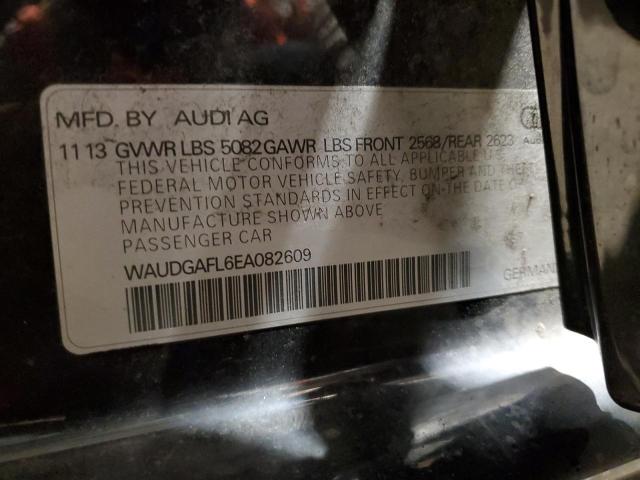 MFD. BY AUDI AG
11 13 GVWR LBS 5082 GAWR LBS FRONT 2568/REAR 2623
THIS VEHICLE CONFORMS TO ALL APPLICABLE
FEDERAL MOTOR VEHICLE SAFETY, BUMPER AND
PREVENTION STANDARDS IN EFFECT ON THE DATE OF
MANUFACTURE SHOWN ABOVE
PASSENGER CAR
WAUDGAFL6EA082609
GERMAN